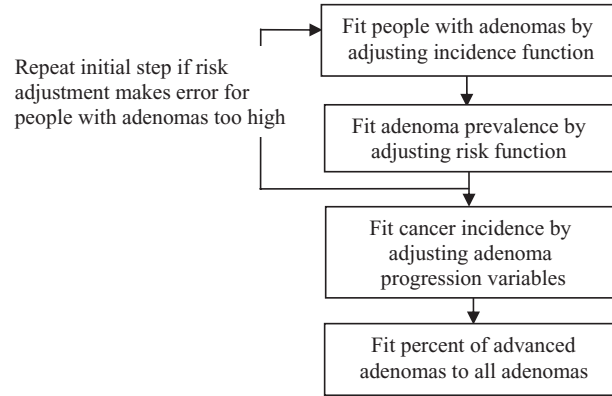 Fit people with adenomas by
adjusting incidence function
Repeat initial step if risk
adjustment makes error for
people with adenomas too high
Fit adenoma prevalence by
adjusting risk function
Fit cancer incidence by
adjusting adenoma
progression variables
Fit percent of advanced
adenomas to all adenomas